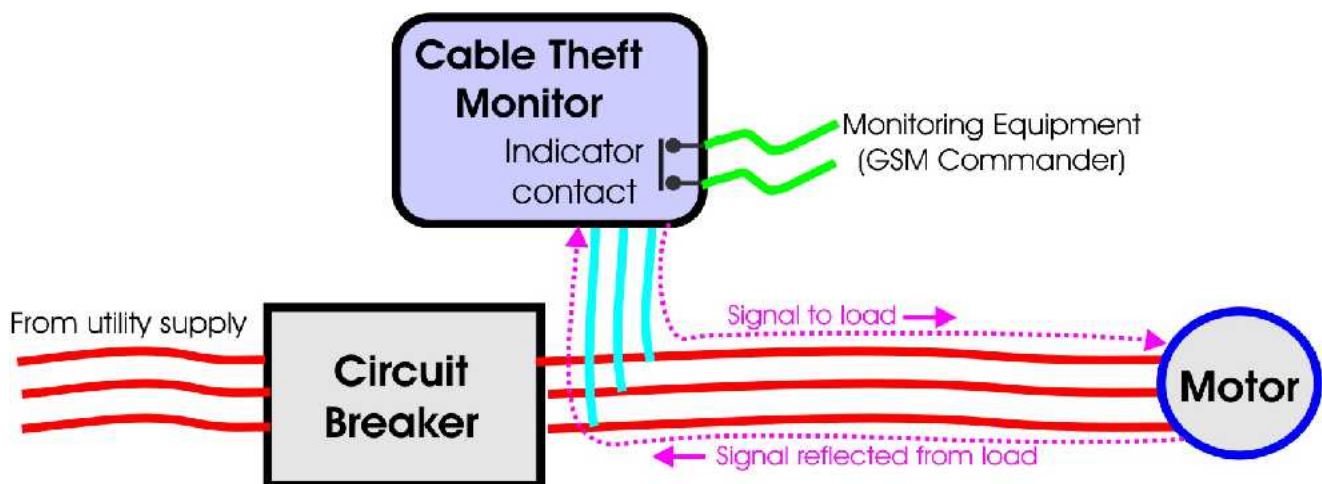 Cable Theft
Monitor
Indicator
contact
Monitoring Equipment
(GSM Commander)
From utility supply
Circuit
Breaker
Signal to load
Motor
Signal reflected from load